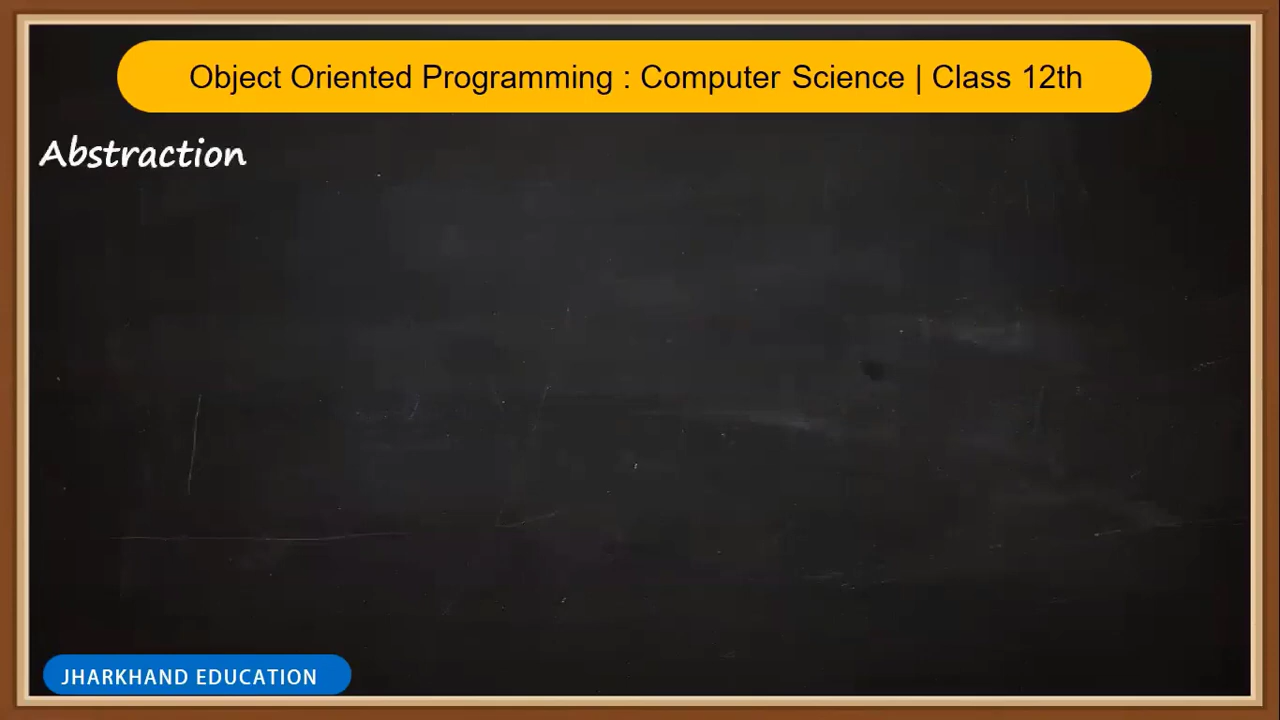 Object Oriented Programming : Computer Science | Class 12th
Abstraction
JHARKHAND EDUCATION